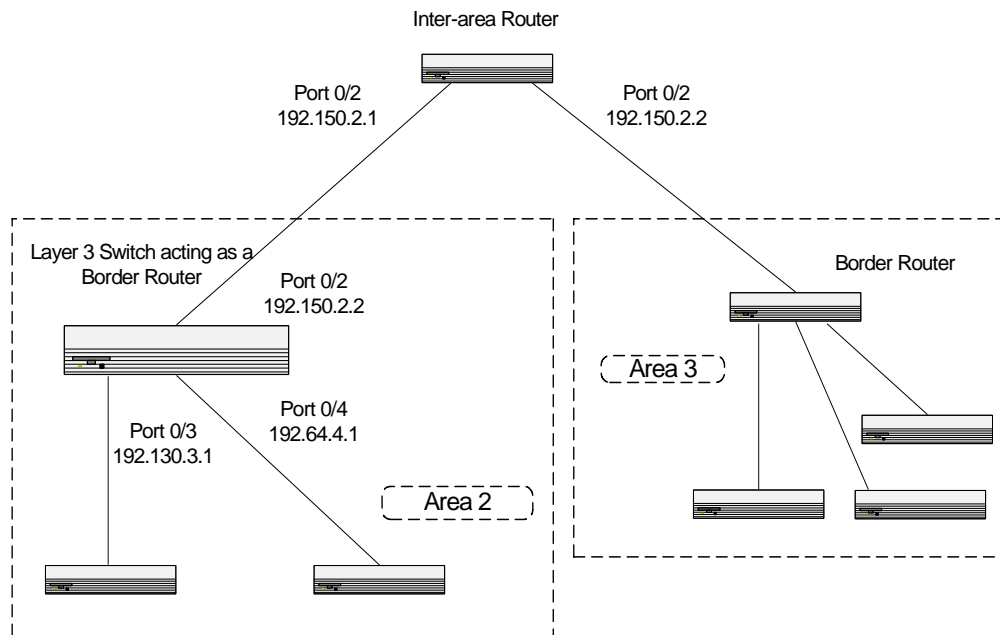 Inter-area Router
Port 0/2
192.150.2.1
Port 0/2
192.150.2.2
Layer 3 Switch acting as a
Border Router
Port 0/2
192.150.2.2
Border Router
Area 3
Port 0/3
192.130.3.1
Port 0/4
192.64.4.1
Area 2